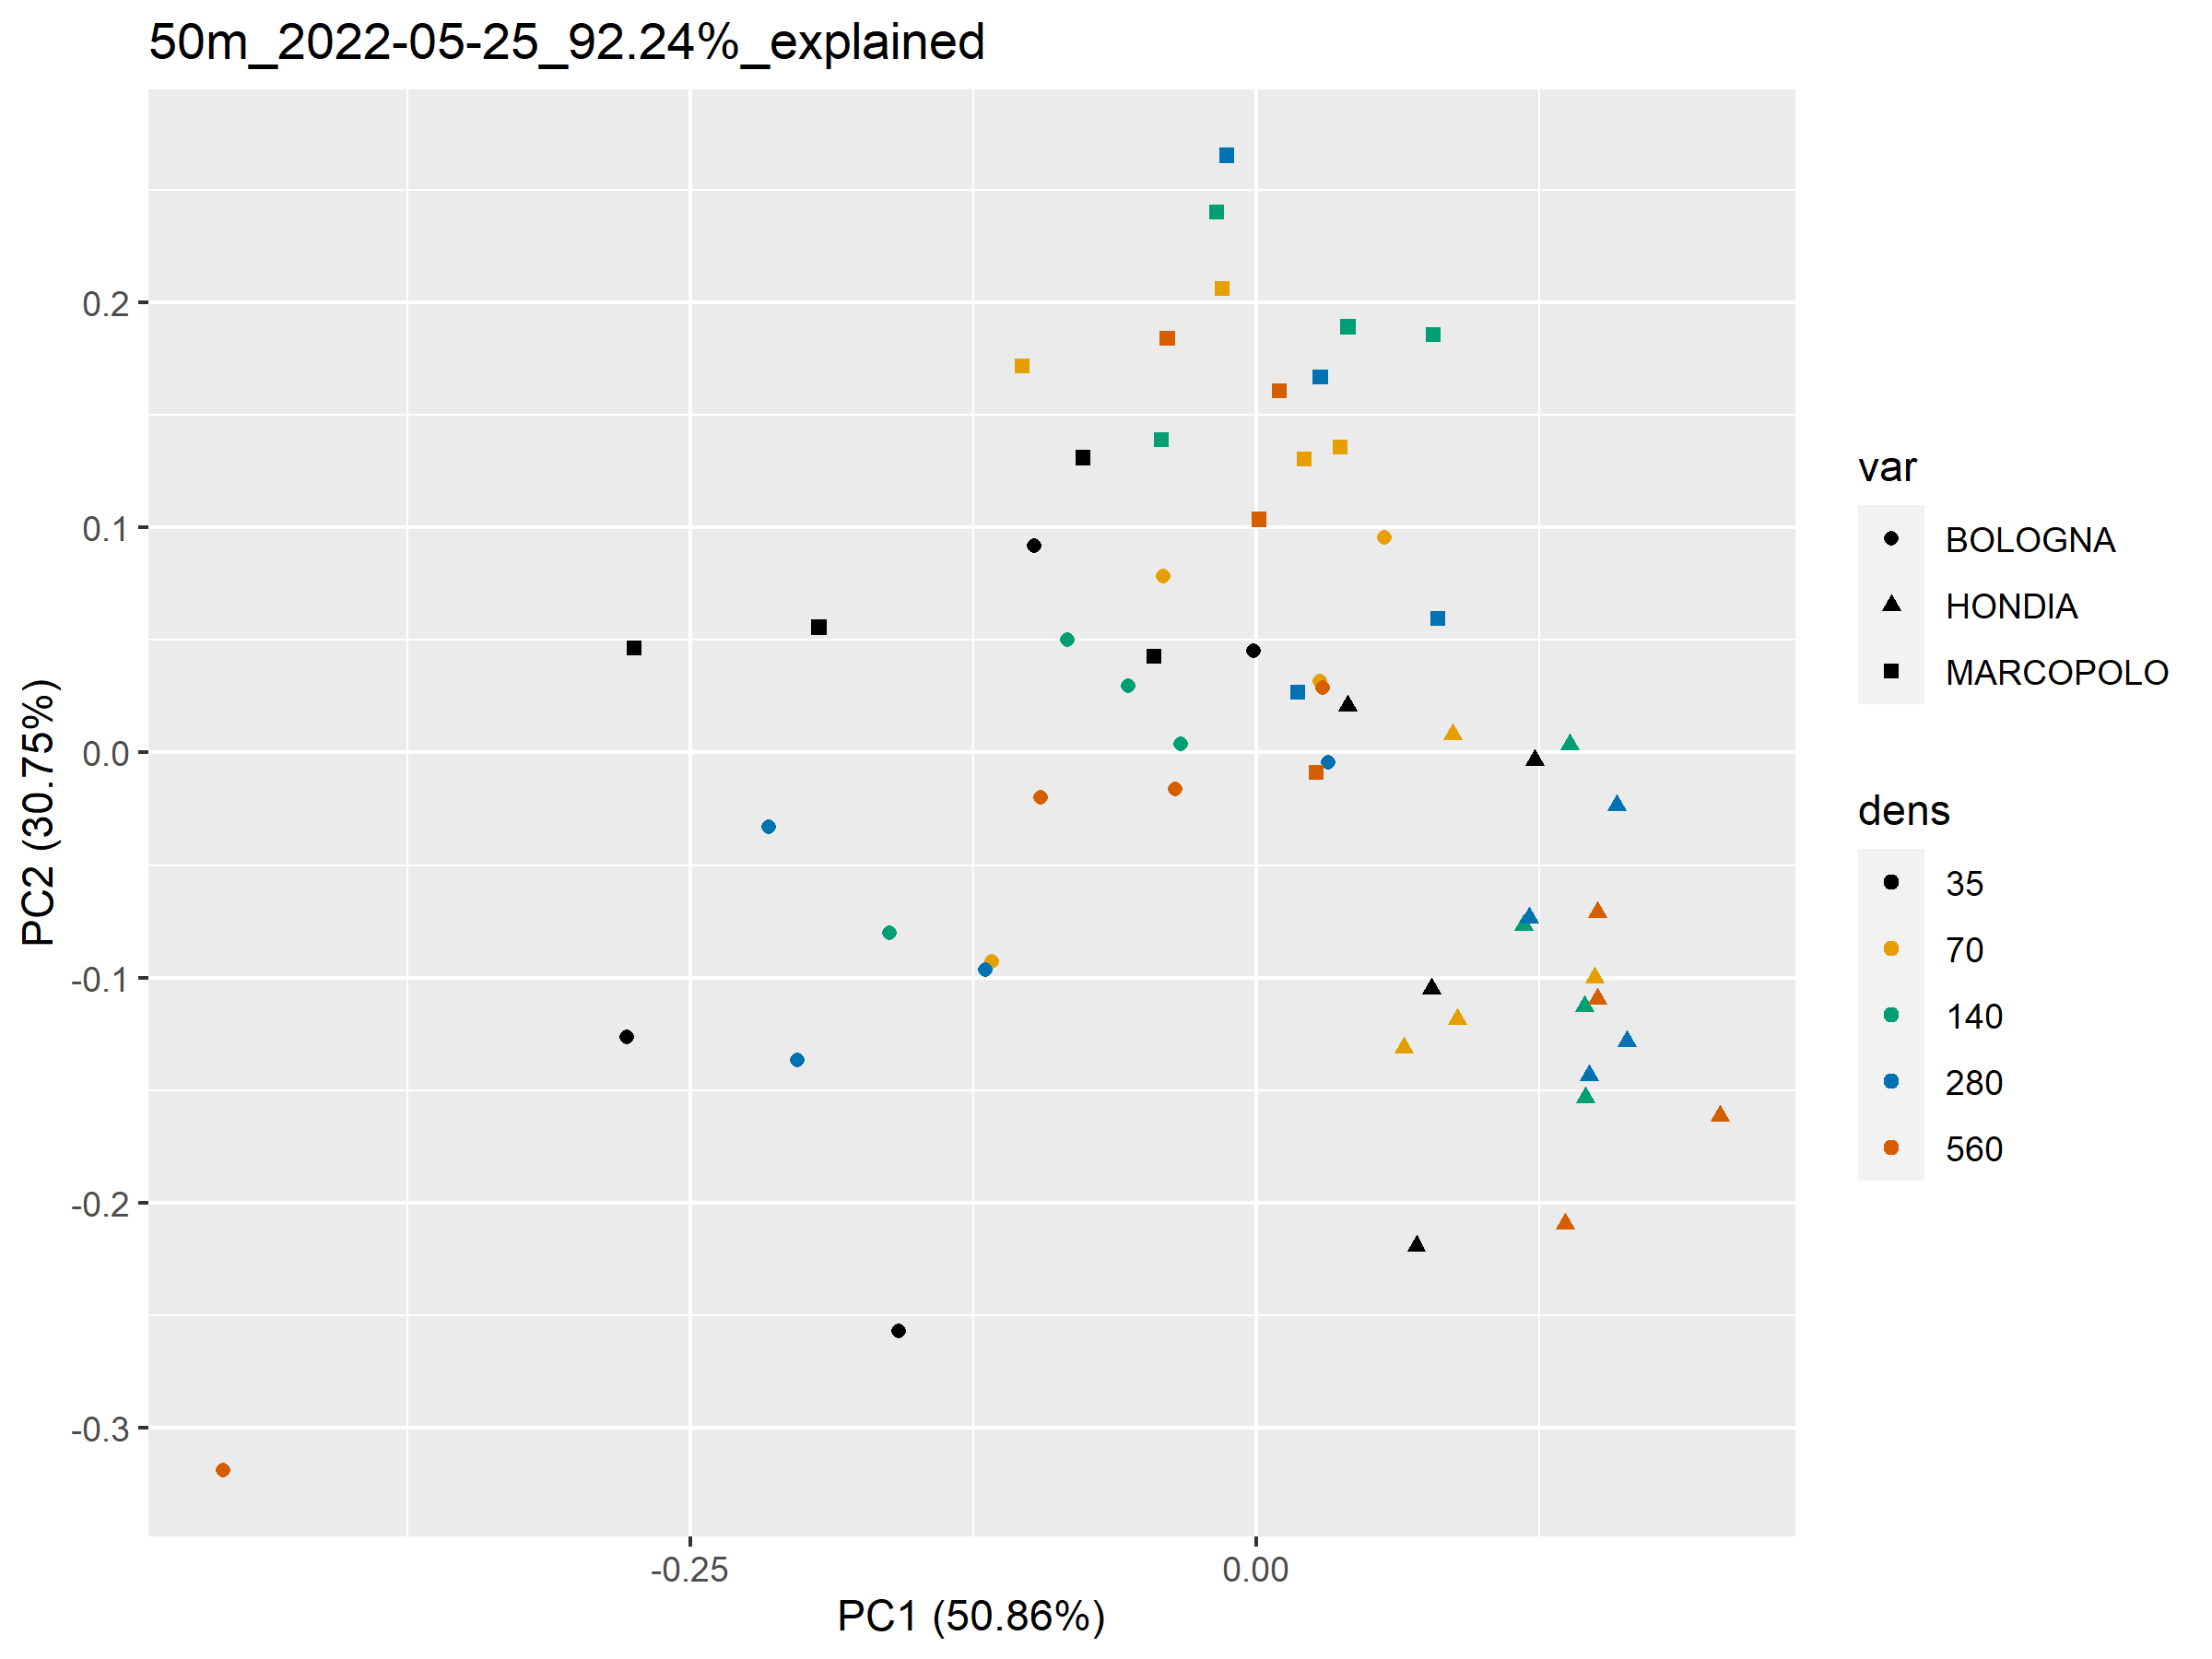 50m_2022-05-25_92.24%_explained
0.2
0.1
0.0
-0.1
-0.2
-0.3
PC2 (30.75%)
-0.25 0.00
PC1 (50.86%)
var
BOLOGNA
HONDIA
MARCOPOLO
dens
35
70
140
280
560